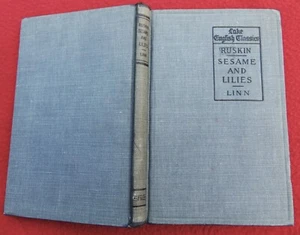 Lake
English Classics
RUSKIN
SESAME
AND
LILIES
LINN